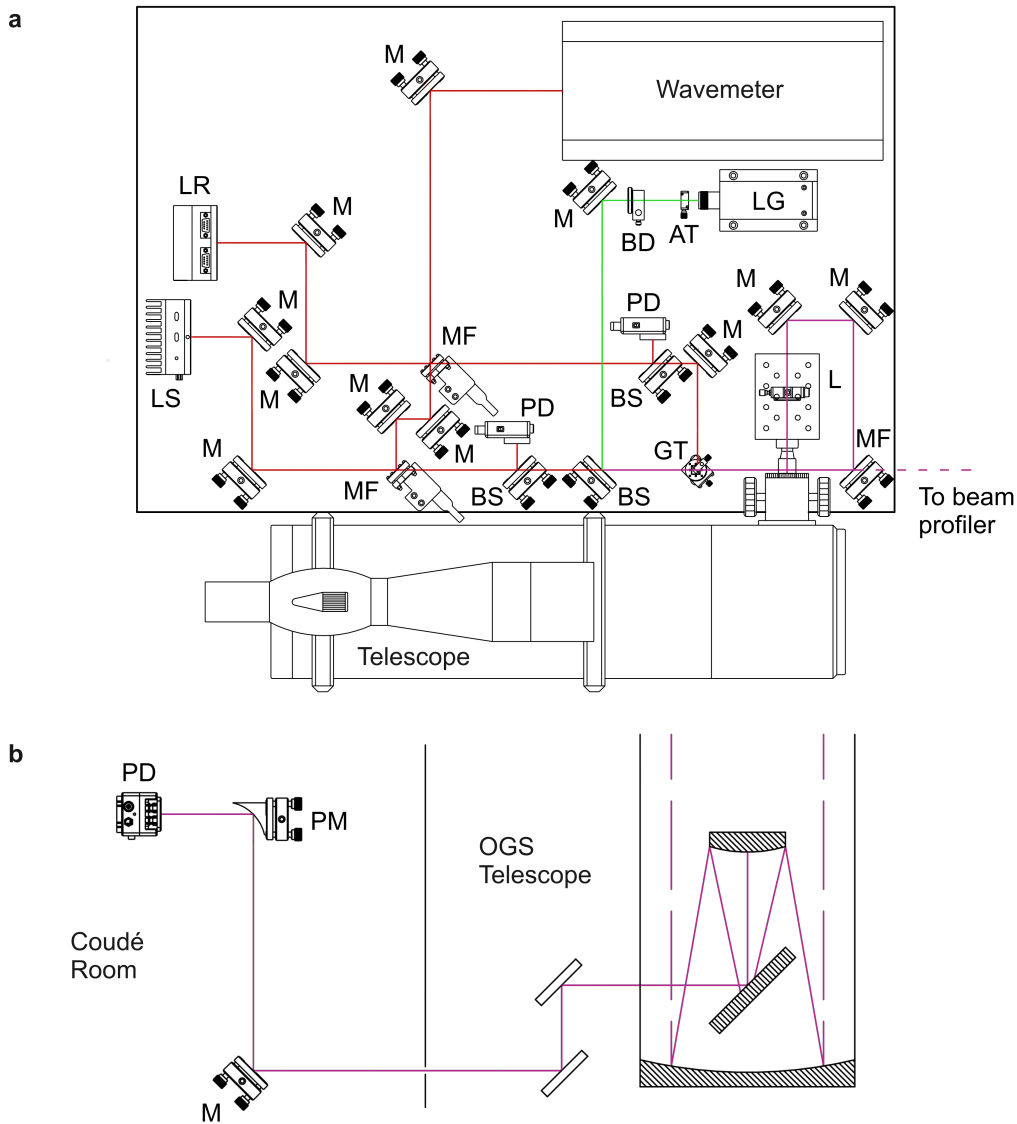 a
M
Wavemeter
LR
M
M
BD
AT
LG
M
M
M
PD
M
LS
M
MF
M
BS
L
M
PD
GT
MF
M
MF
M
BS
BS
To beam
profiler
Telescope
b
PD
PM
OGS
Telescope
Coudé
Room
M